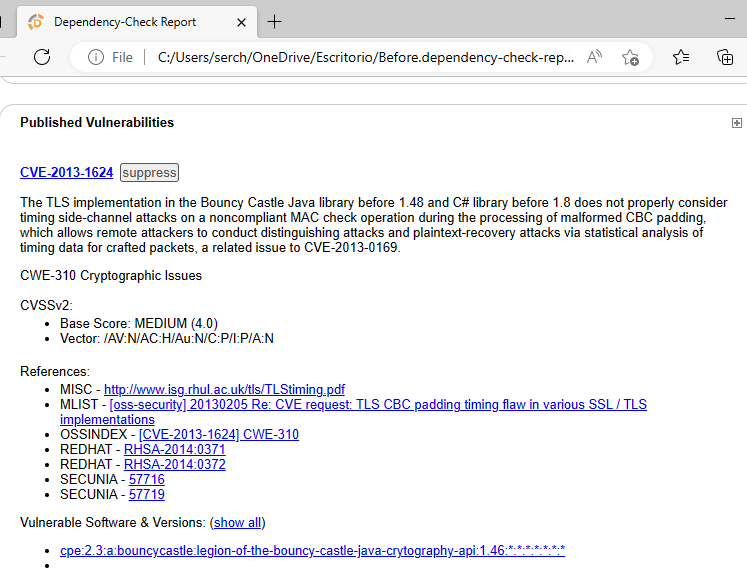 Dependency-Check Report
File
C:/Users/serch/OneDrive/Escritorio/Before.dependency-check-rep...
Published Vulnerabilities
CVE-2013-1624 suppress
The TLS implementation in the Bouncy Castle Java library before 1.48 and C# library before 1.8 does not properly consider
timing side-channel attacks on a noncompliant MAC check operation during the processing of malformed CBC padding,
which allows remote attackers to conduct distinguishing attacks and plaintext-recovery attacks via statistical analysis of
timing data for crafted packets, a related issue to CVE-2013-0169.
CWE-310 Cryptographic Issues
CVSSv2:
• Base Score: MEDIUM (4.0)
• Vector: /AV:N/AC:H/Au:N/C:P/I:P/A:N
References:
• MISC - http://www.isg.rhul.ac.uk/tls/TLStiming.pdf
• MLIST - [oss-security] 20130205 Re: CVE request: TLS CBC padding timing flaw in various SSL / TLS
implementations
• OSSINDEX - [CVE-2013-1624] CWE-310
• REDHAT - RHSA-2014:0371
• REDHAT - RHSA-2014:0372
• SECUNIA - 57716
• SECUNIA - 57719
Vulnerable Software & Versions: (show all)
• cpe:2.3:a:bouncycastle:legion-of-the-bouncy-castle-java-crytography-api:1.46:*:*:*:*:*:*:*